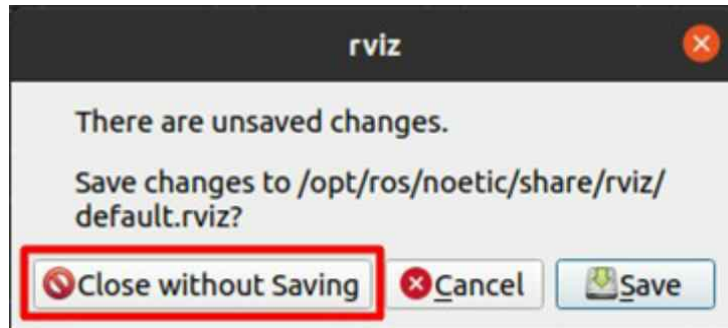 rviz
There are unsaved changes.
Save changes to /opt/ros/noetic/share/rviz/
default.rviz?
Close without Saving
Cancel
Save